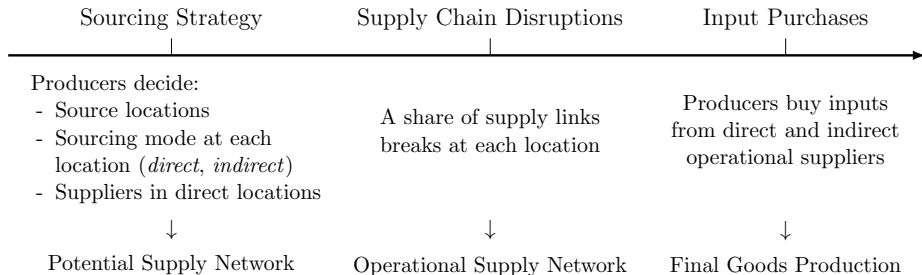 Sourcing Strategy
Supply Chain Disruptions
Input Purchases
Producers decide:
- Source locations
- Sourcing mode at each
location (direct, indirect)
- Suppliers in direct locations
A share of supply links
breaks at each location
Producers buy inputs
from direct and indirect
operational suppliers
↓
↓
↓
Potential Supply Network
Operational Supply Network
Final Goods Production